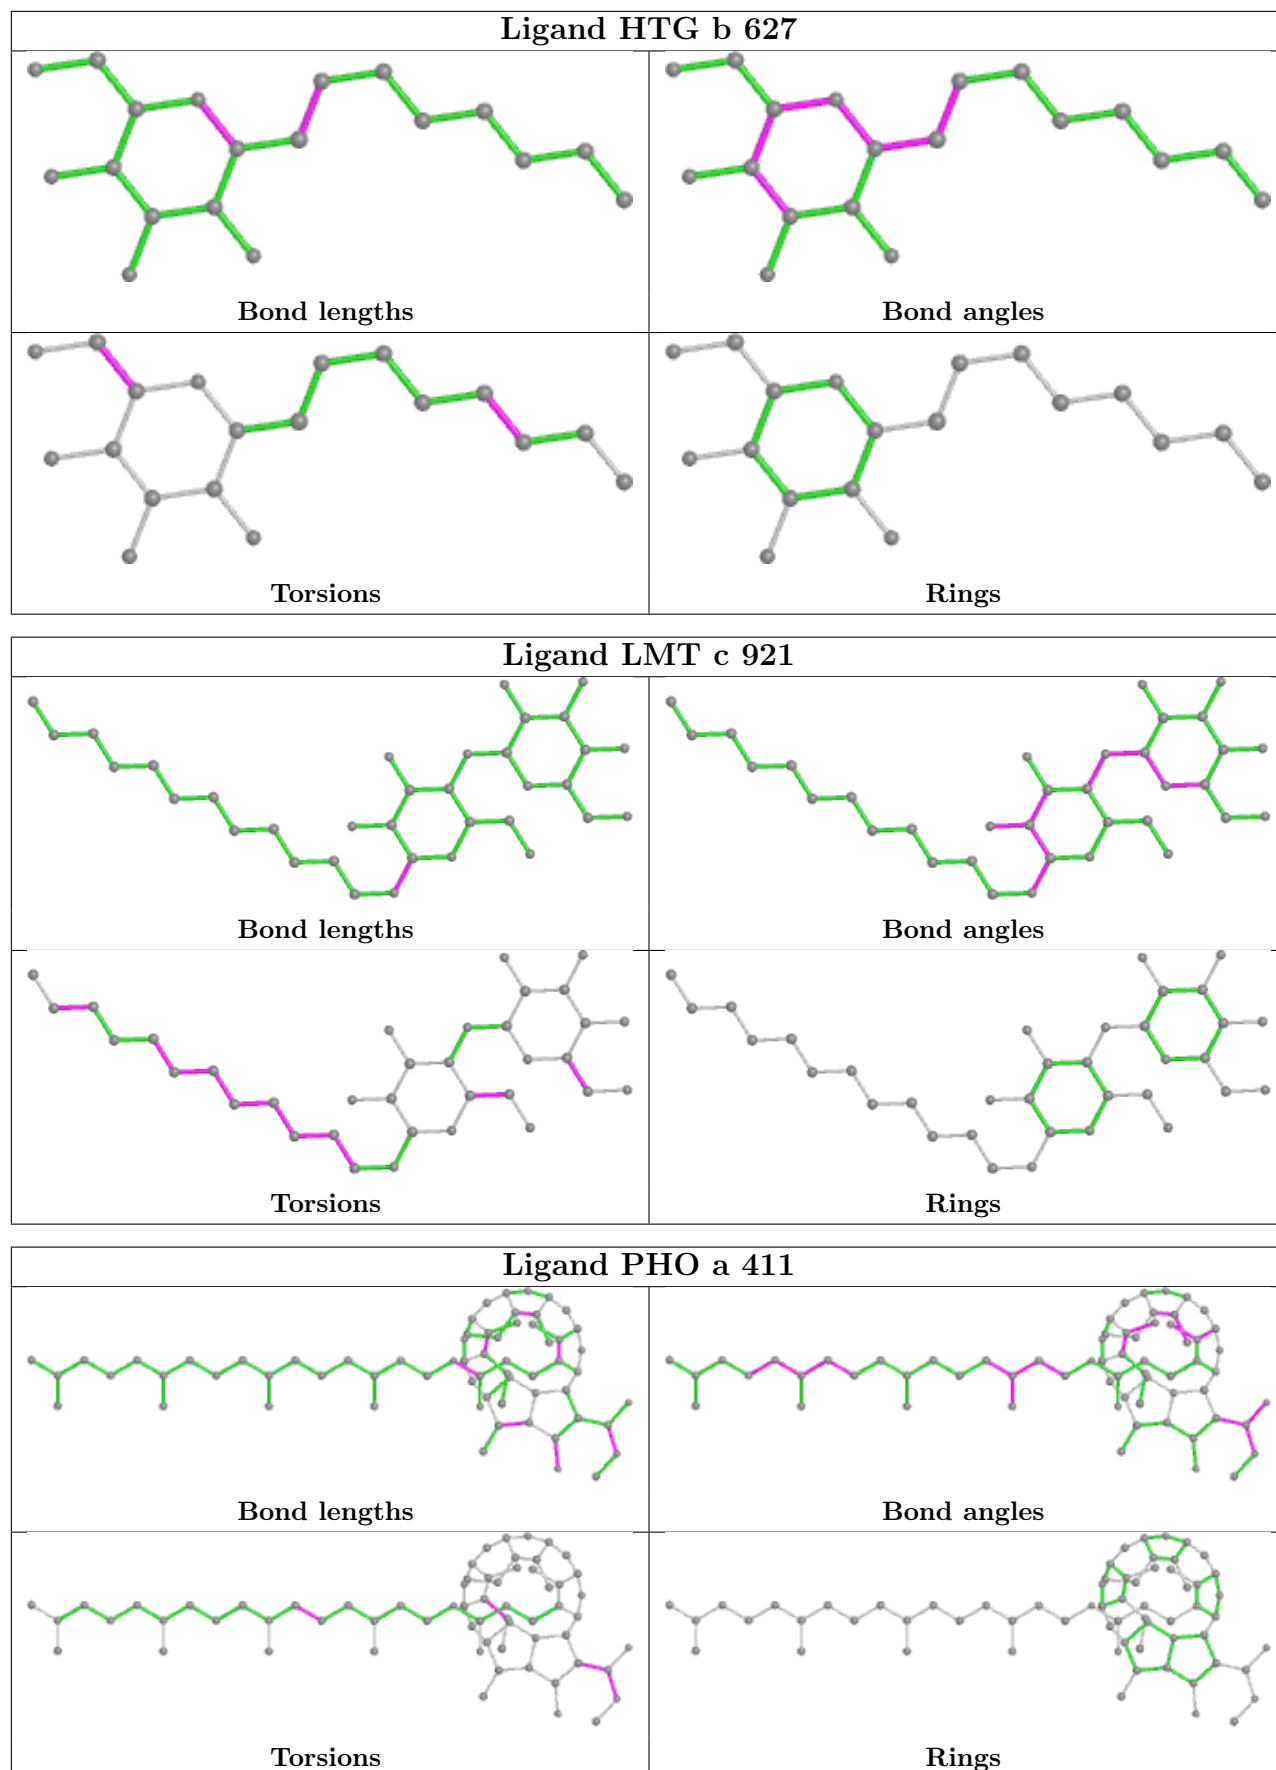 Ligand HTG b 627
Bond lengths
Bond angles
Torsions
Rings
Ligand LMT c 921
Bond lengths
Bond angles
Torsions
Rings
Ligand PHO a 411
Bond lengths
Bond angles
Torsions
Rings